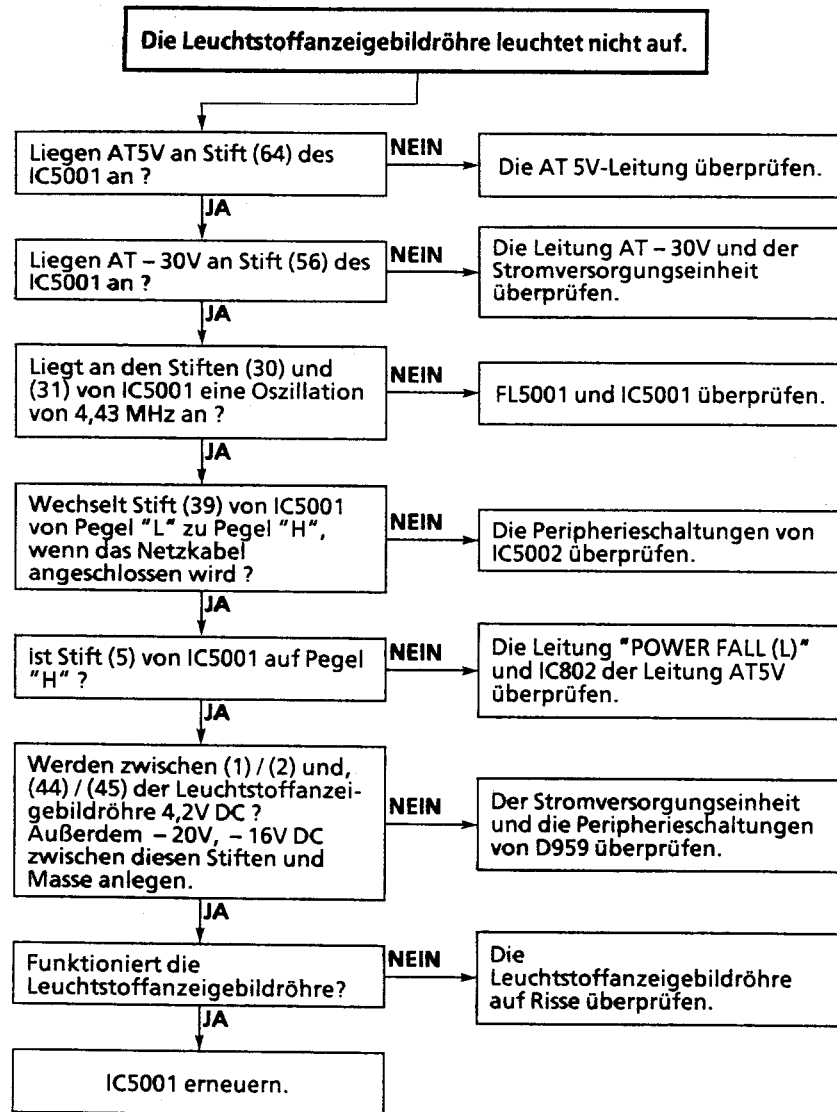 Die Leuchtstoffanzeigebildröhre leuchtet nicht auf.
Liegen AT5V an Stift (64) des
IC5001 an ?
NEIN
Die AT 5V-Leitung überprüfen.
JA
Liegen AT – 30V an Stift (56) des
IC5001 an ?
NEIN
Die Leitung AT – 30V und der
Stromversorgungseinheit
überprüfen.
JA
Liegt an den Stiften (30) und
(31) von IC5001 eine Oszillation
von 4,43 MHz an ?
NEIN
FL5001 und IC5001 überprüfen.
JA
Wechselt Stift (39) von IC5001
von Pegel "L" zu Pegel "H",
wenn das Netzkabel
angeschlossen wird ?
NEIN
Die Peripherieschaltungen von
IC5002 überprüfen.
JA
Ist Stift (5) von IC5001 auf Pegel
"H" ?
NEIN
Die Leitung "POWER FALL (L)"
und IC802 der Leitung AT5V
überprüfen.
JA
Werden zwischen (1) / (2) und,
(44) / (45) der Leuchtstoffanzei-
gebildröhre 4,2V DC ?
Außerdem – 20V, – 16V DC
zwischen diesen Stiften und
Masse anlegen.
NEIN
Der Stromversorgungseinheit
und die Peripherieschaltungen
von D959 überprüfen.
JA
Funktioniert die
Leuchtstoffanzeigebildröhre?
NEIN
Die
Leuchtstoffanzeigebildröhre
auf Risse überprüfen.
JA
IC5001 erneuern.